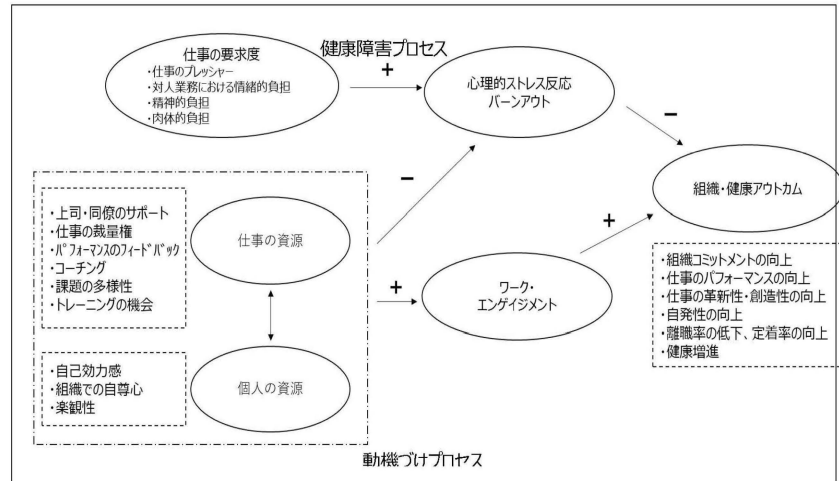 仕事の要求度
・仕事のプレッシャー
・対人業務における情緒的負担
・精神的負担
・肉体的負担
健康障害プロセス
+
心理的ストレス反応
バーンアウト
−
組織・健康アウトカム
・上司・同僚のサポート
・仕事の裁量権
・パフォーマンスのフィードバック
・コーチング
・課題の多様性
・トレーニングの機会
仕事の資源
−
+
ワーク・
エンゲイジメント
+
・組織コミットメントの向上
・仕事のパフォーマンスの向上
・仕事の革新性・創造性の向上
・自発性の向上
・離職率の低下、定着率の向上
・健康増進
・自己効力感
・組織での自尊心
・楽観性
個人の資源
動機づけプロセス